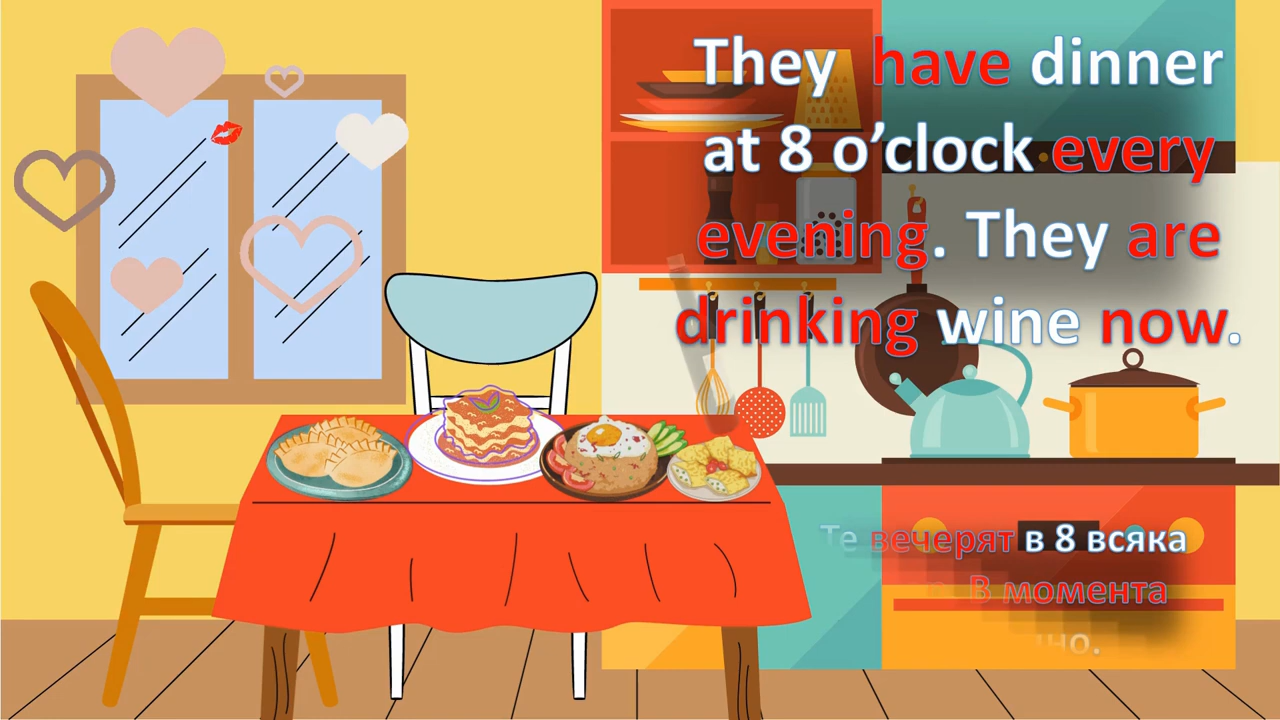 They have dinner
at 8 o’clock every
evening. They are
drinking wine now.
Те вечерят в 8 всяка
В момента